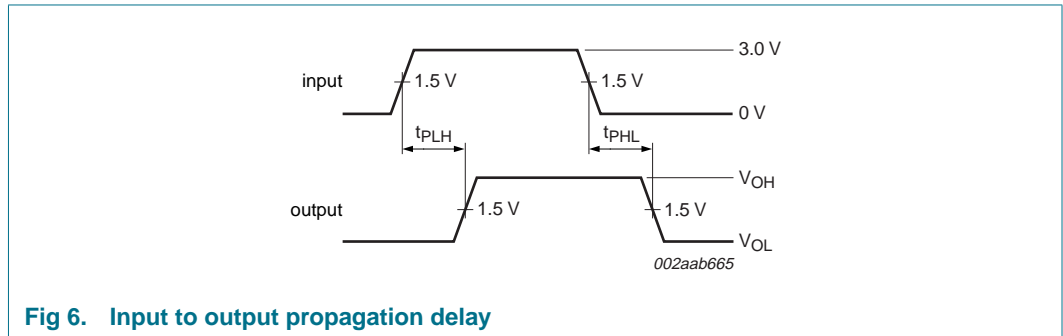 3.0 V
input
1.5 V
1.5 V
0 V
tPLH
tPHL
VOH
output
1.5 V
1.5 V
VOL
002aab665
Fig 6. Input to output propagation delay